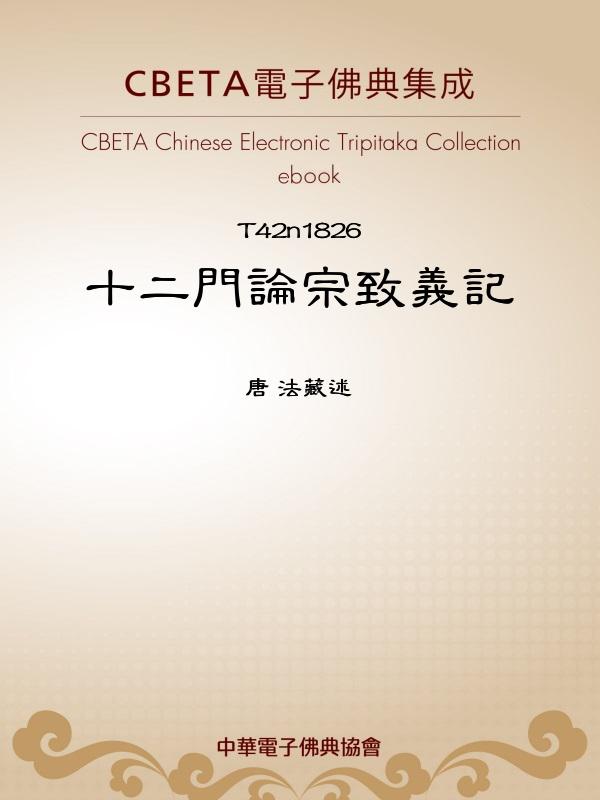 CBETA電子佛典集成
CBETA Chinese Electronic Tripitaka Collection
ebook
T42n1826
十二門論宗致義記
唐 法藏述
中華電子佛典協會